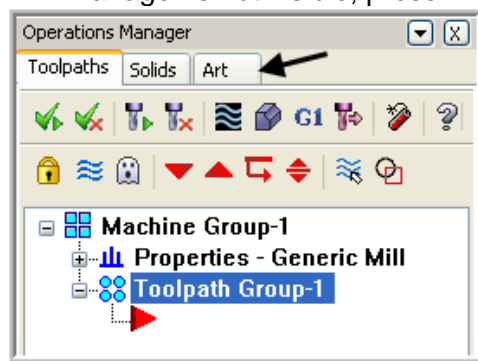 Operations Manager
Toolpaths Solids Art
G1
Machine Group-1
Properties - Generic Mill
Toolpath Group-1